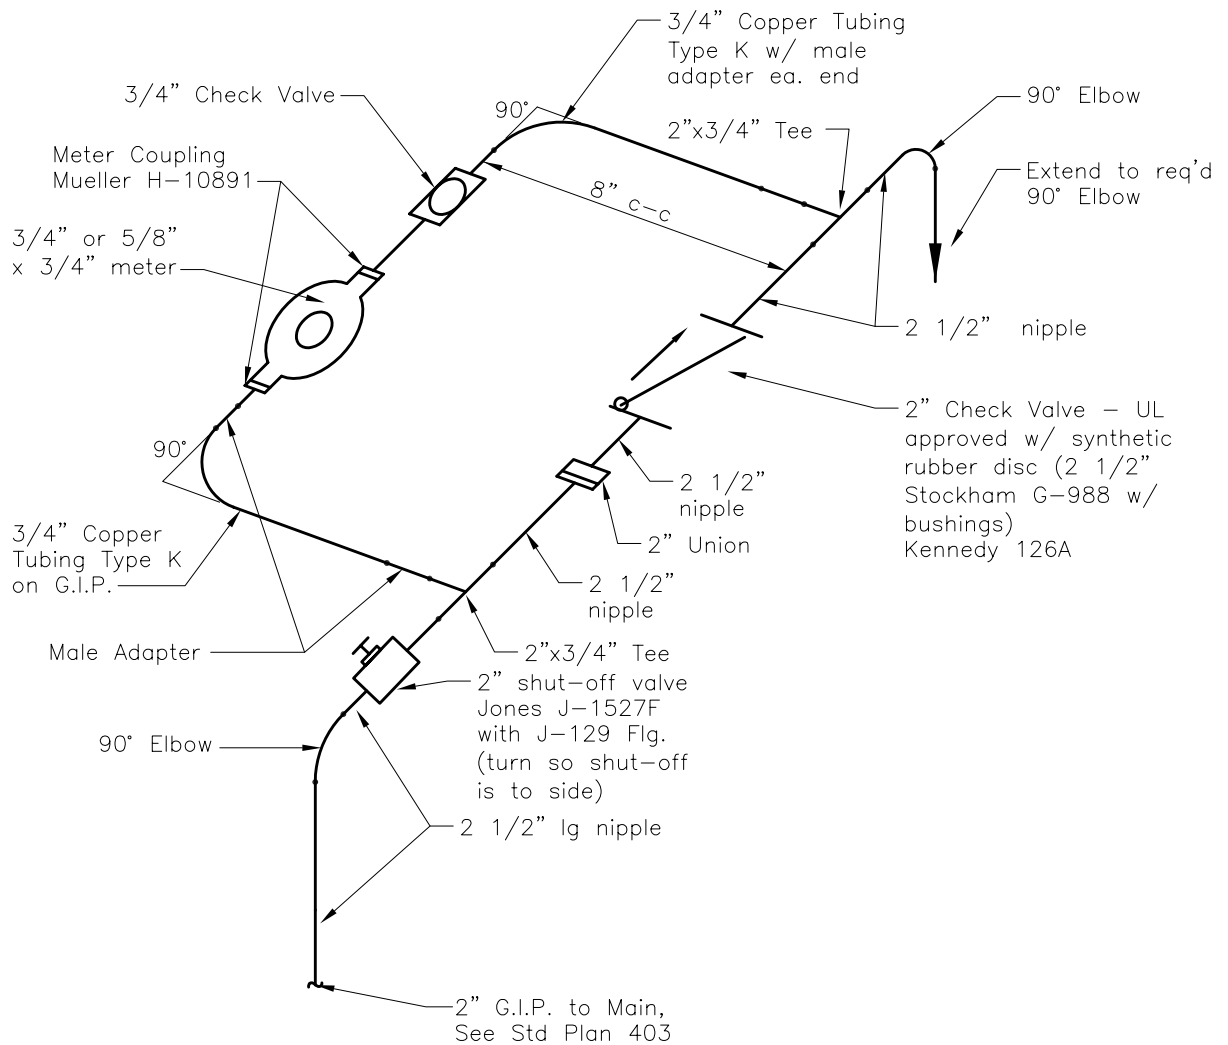 3/4” Copper Tubing
Type K w/ male
adapter ea. end
3/4” Check Valve
90°
2”x3/4” Tee
90° Elbow
Meter Coupling
Mueller H-10891
Extend to req'd
90° Elbow
8” c-c
3/4” or 5/8”
x 3/4” meter
2 1/2” nipple
2” Check Valve - UL
approved w/ synthetic
rubber disc (2 1/2”
Stockham G-988 w/
bushings)
Kennedy 126A
90°
2 1/2”
nipple
3/4” Copper
Tubing Type K
on G.I.P.
2” Union
2 1/2”
nipple
Male Adapter
2”x3/4” Tee
2” shut-off valve
Jones J-1527F
with J-129 Flg.
(turn so shut-off
is to side)
90° Elbow
2 1/2” lg nipple
2” G.I.P. to Main,
See Std Plan 403